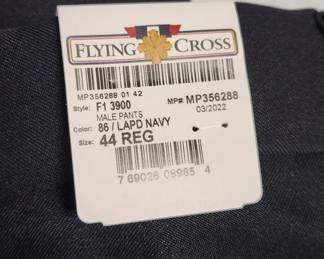 FLYING CROSS
MP356288 01 42
Style: F1 3900
MP#: MP356288
MALE PANTS
03/2022
Color: 86 / LAPD NAVY
Size: 44 REG
7 69026 08985 4